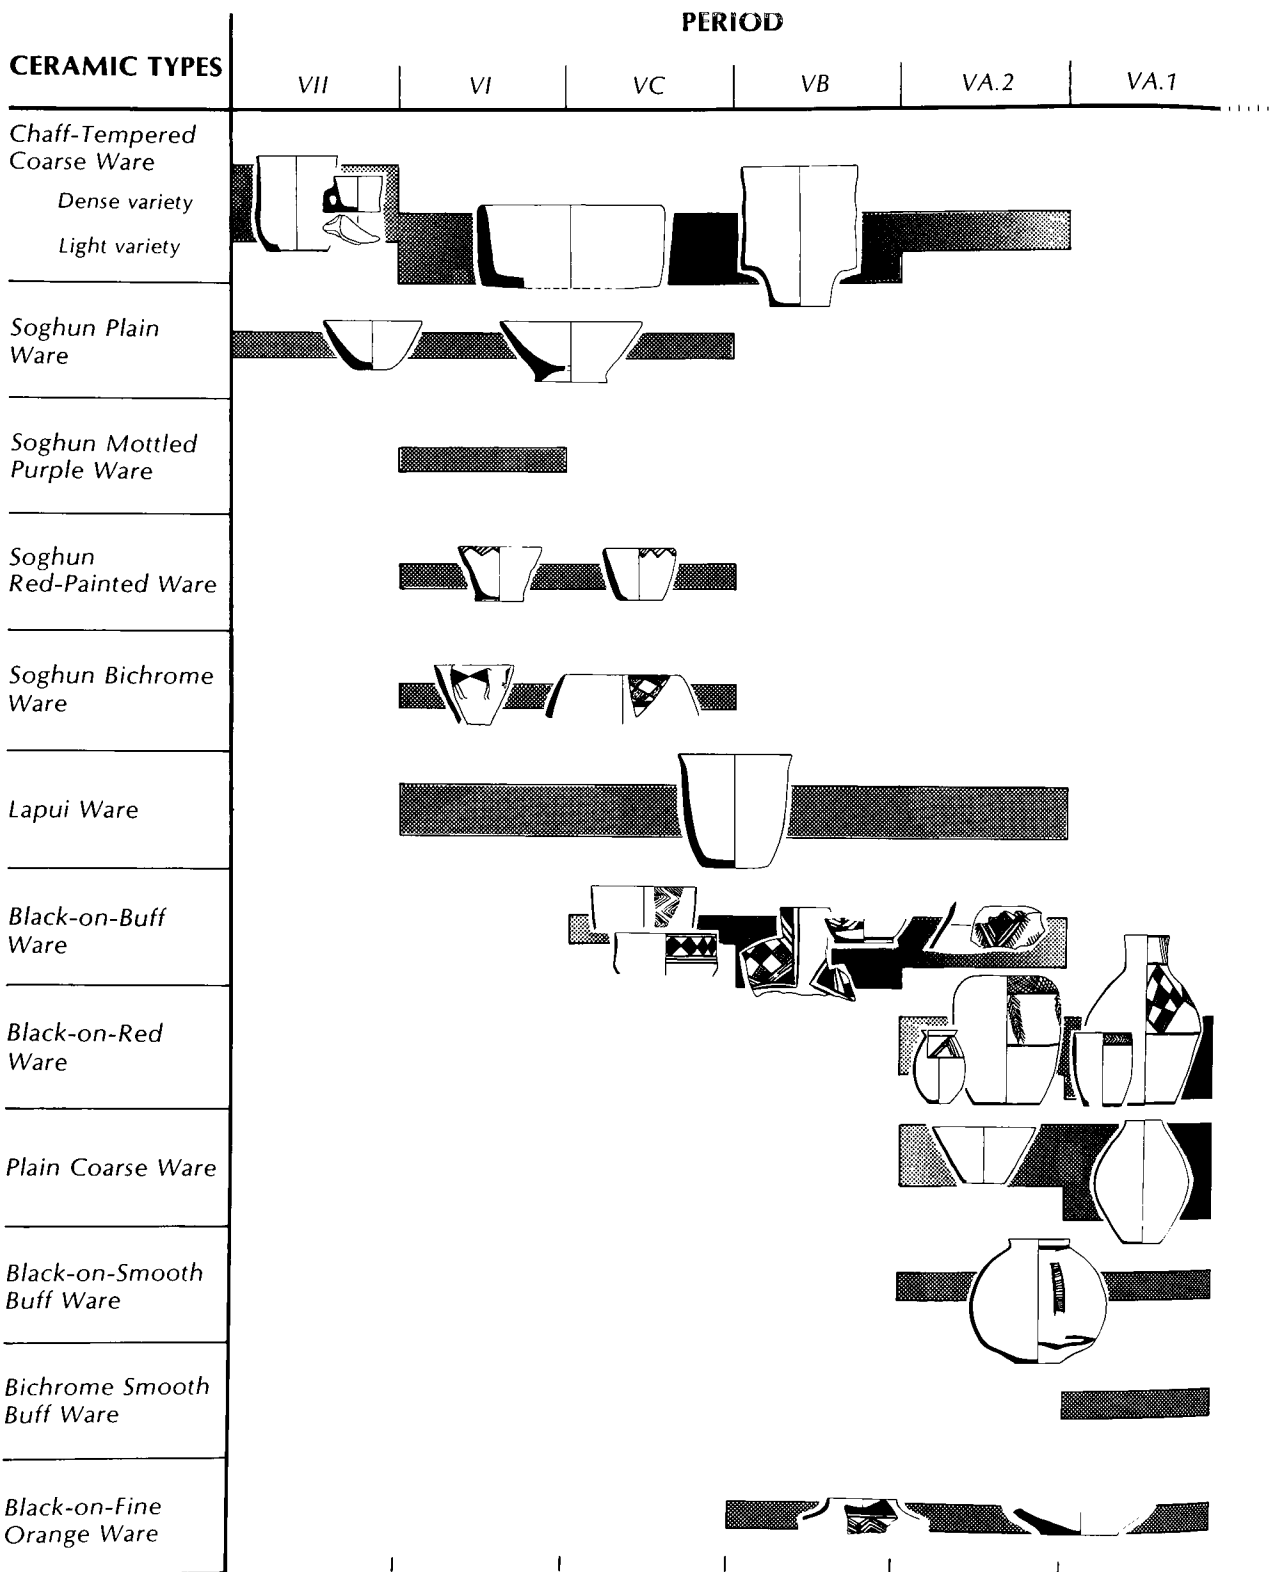 PERIOD
CERAMIC TYPES
VII VI VC VB VA.2 VA.1
Chaff-Tempered
Coarse Ware
Dense variety
Light variety
Soghun Plain
Ware
Soghun Mottled
Purple Ware
Soghun
Red-Painted Ware
Soghun Bichrome
Ware
Lapui Ware
Black-on-Buff
Ware
Black-on-Red
Ware
Plain Coarse Ware
Black-on-Smooth
Buff Ware
Bichrome Smooth
Buff Ware
Black-on-Fine
Orange Ware